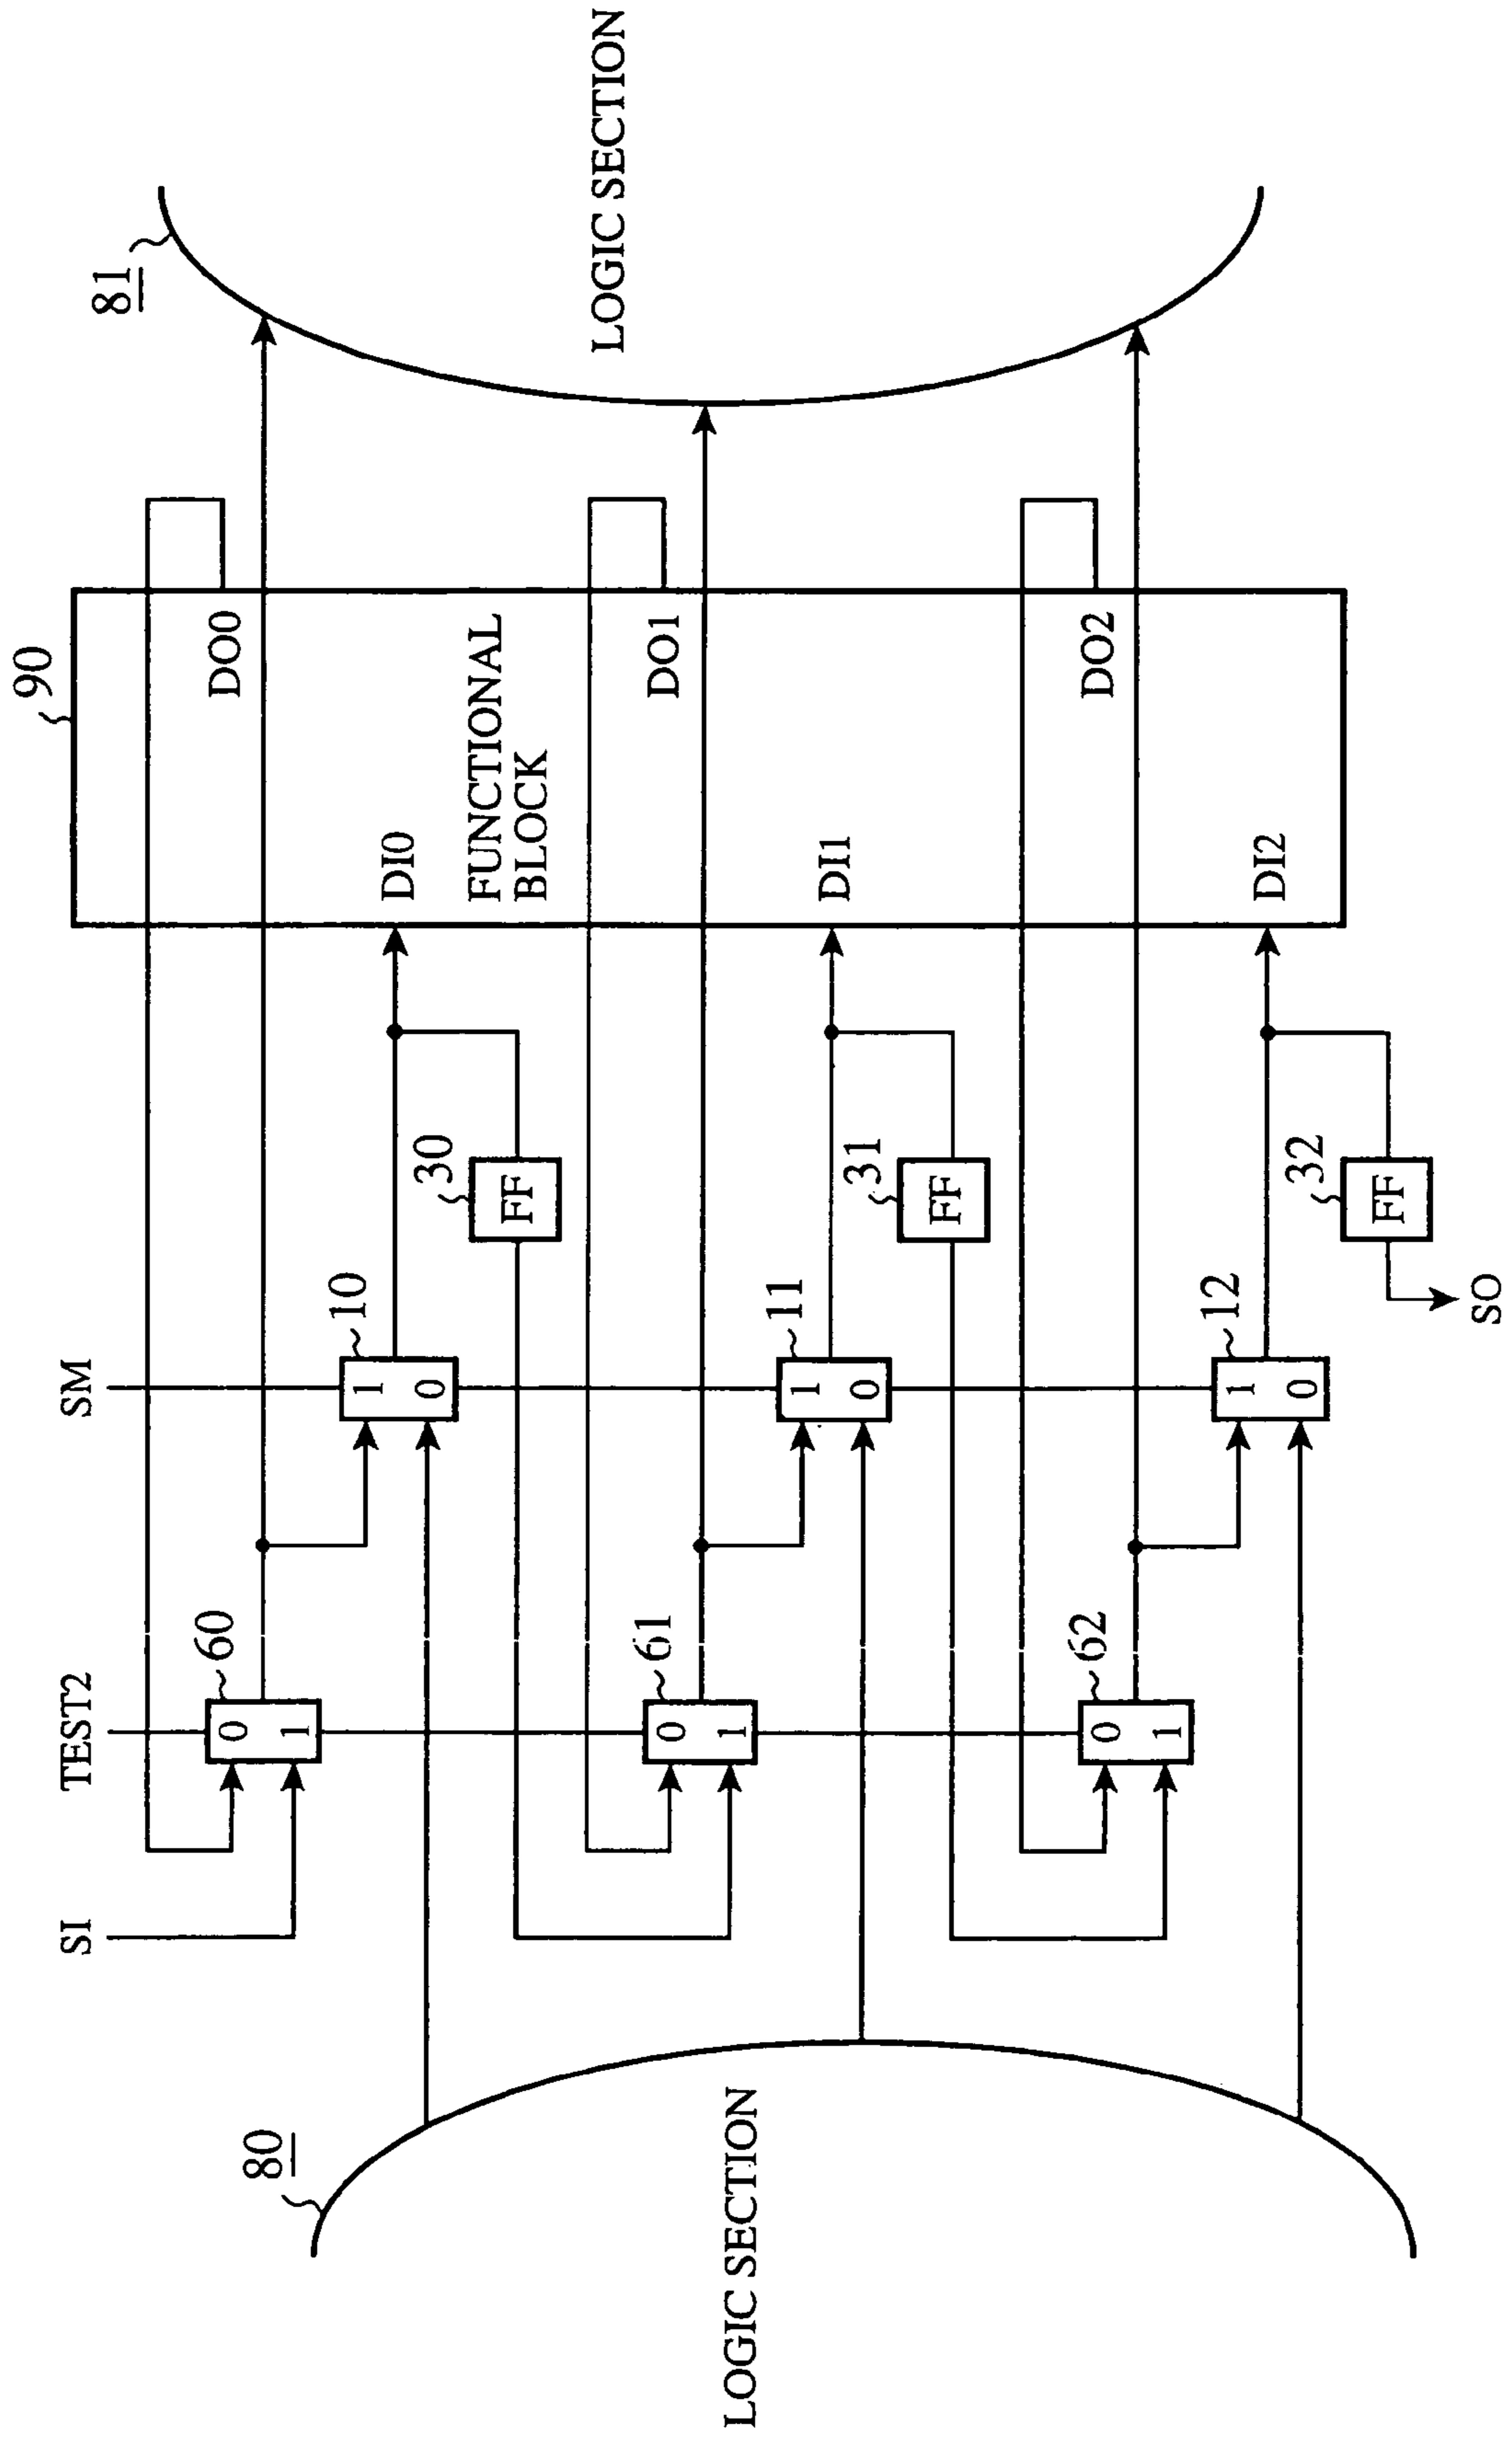 LOGIC SECTION
80
SI
TEST2
SM
0
1
60
1
0
10
FF
30
0
1
61
1
0
11
FF
31
0
1
62
1
0
12
FF
32
SO
90
DI0
DO0
FUNCTIONAL
BLOCK
DI1
DO1
DI2
DO2
81
LOGIC SECTION